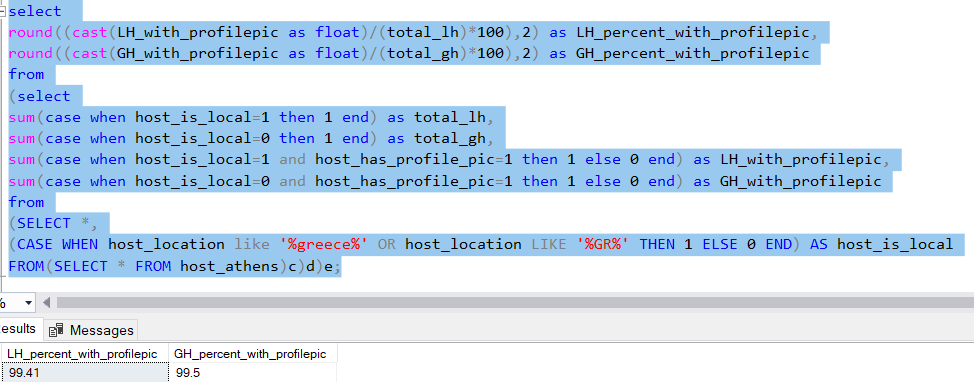 select
round((cast(LH_with_profilepic as float)/(total_lh)*100),2) as LH_percent_with_profilepic,
round((cast(GH_with_profilepic as float)/(total_gh)*100),2) as GH_percent_with_profilepic
from
(select
sum(case when host_is_local=1 then 1 end) as total_lh,
sum(case when host_is_local=0 then 1 end) as total_gh,
sum(case when host_is_local=1 and host_has_profile_pic=1 then 1 else 0 end) as LH_with_profilepic,
sum(case when host_is_local=0 and host_has_profile_pic=1 then 1 else 0 end) as GH_with_profilepic
from
(SELECT *,
(CASE WHEN host_location like '%greece%' OR host_location LIKE '%GR%' THEN 1 ELSE 0 END) AS host_is_local
FROM(SELECT * FROM host_athens)c)d)e;
%
esults Messages
LH_percent_with_profilepic GH_percent_with_profilepic
99.41 99.5